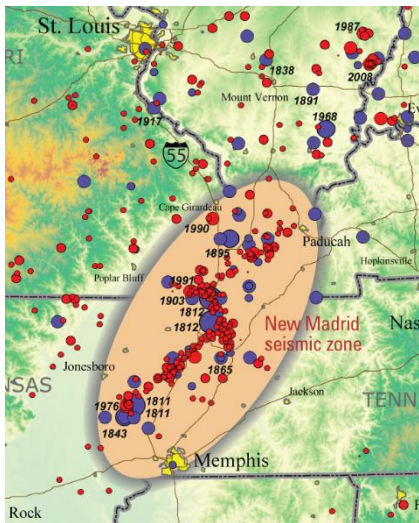 St. Louis
RI
1987
2008
1838
Mount Vernon
1891
1968
Ev
1917
55
Cape Girardeau
1990
1895
Paducah
Hopkinsville
Poplar Bluff
1991
1903
1812
1812
Nas
New Madrid
seismic zone
Jonesboro
1865
NSAS
Jackson
TENN
1976
1811
1811
1843
Memphis
Rock